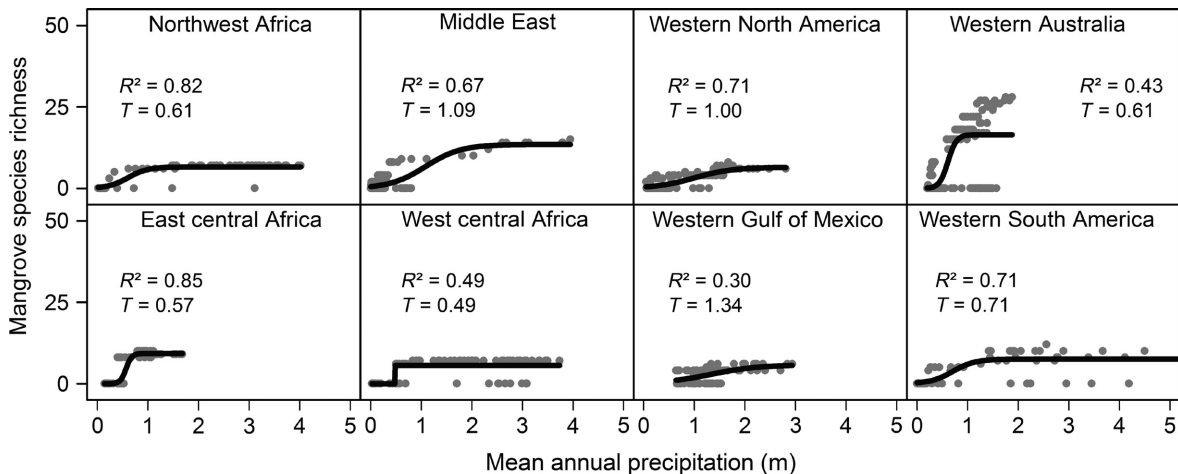 Mangrove species richness
50
25
0
Northwest Africa
R² = 0.82
T = 0.61
Middle East
R² = 0.67
T = 1.09
Western North America
R² = 0.71
T = 1.00
Western Australia
R² = 0.43
T = 0.61
50
25
0
East central Africa
R² = 0.85
T = 0.57
West central Africa
R² = 0.49
T = 0.49
Western Gulf of Mexico
R² = 0.30
T = 1.34
Western South America
R² = 0.71
T = 0.71
0 1 2 3 4 5 0 1 2 3 4 5 0 1 2 3 4 5 0 1 2 3 4 5
Mean annual precipitation (m)